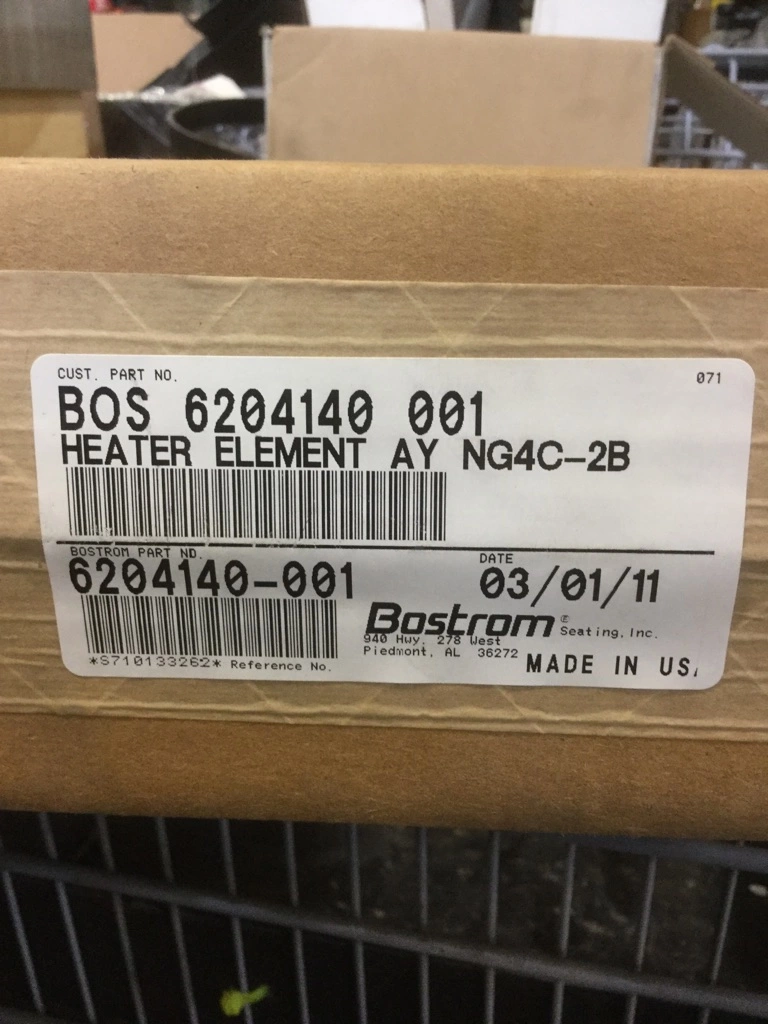 CUST. PART NO.
071
BOS 6204140 001
HEATER ELEMENT AY NG4C-2B
BOSTROM PART NO.
DATE
6204140-001
03/01/11
Bostrom® Seating, Inc.
940 Hwy. 278 West
Piedmont, AL 36272
*S710133262* Reference No.
MADE IN US